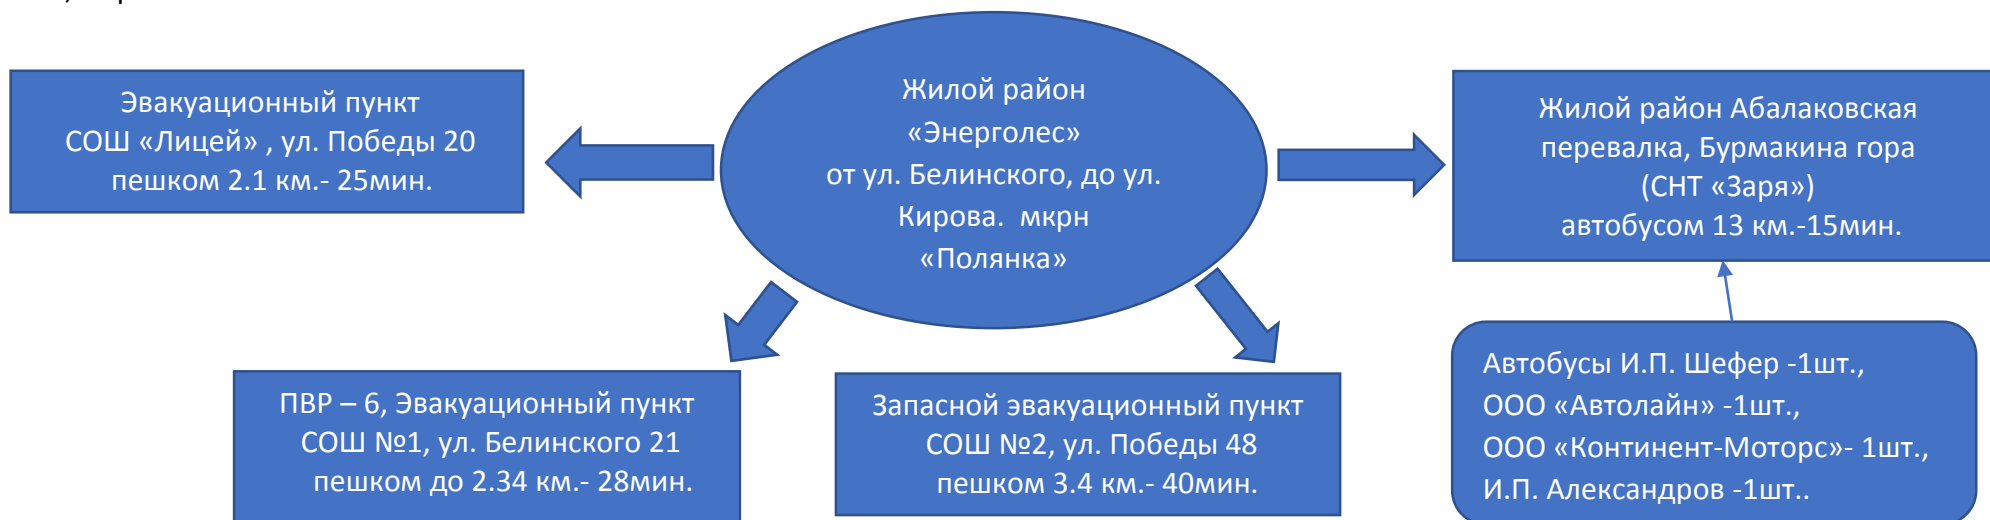 Эвакуационный пункт
СОШ «Лицей» , ул. Победы 20
пешком 2.1 км.- 25мин.
Жилой район
«Энерголес»
от ул. Белинского, до ул.
Кирова.  мкрн
«Полянка»
Жилой район Абалаковская
перевалка, Бурмакина гора
(СНТ «Заря»)
автобусом 13 км.-15мин.
ПВР – 6, Эвакуационный пункт
СОШ №1, ул. Белинского 21
пешком до 2.34 км.- 28мин.
Запасной эвакуационный пункт
СОШ №2, ул. Победы 48
пешком 3.4 км.- 40мин.
Автобусы И.П. Шефер -1шт.,
ООО «Автолайн» -1шт.,
ООО «Континент-Моторс»- 1шт.,
И.П. Александров -1шт..